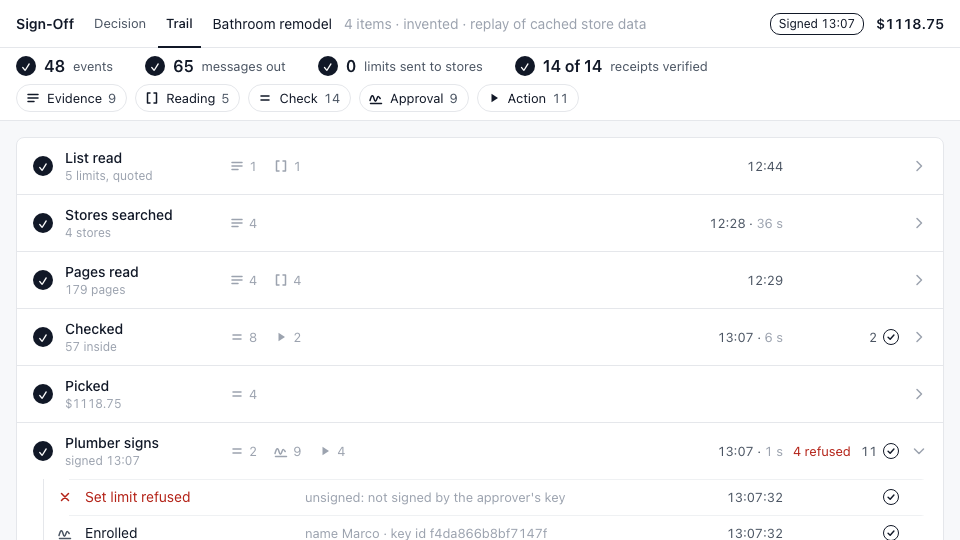 Sign-Off Decision Trail Bathroom remodel 4 items · invented · replay of cached store data Signed 13:07 $1118.75
48 events 65 messages out 0 limits sent to stores 14 of 14 receipts verified
Evidence 9 Reading 5 Check 14 Approval 9 Action 11
List read 1 1 12:44
5 limits, quoted
Stores searched 4 12:28 · 36 s
4 stores
Pages read 4 4 12:29
179 pages
Checked 8 2 13:07 · 6 s 2
57 inside
Picked 4
$1118.75
Plumber signs 2 9 4 13:07 · 1 s 4 refused 11
signed 13:07
Set limit refused unsigned: not signed by the approver's key 13:07:32
Enrolled name Marco · key id f4da866b8bf7147f 13:07:32